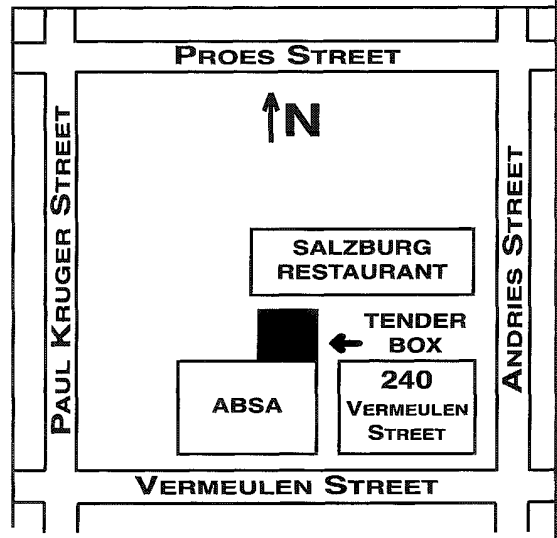 PROES STREET
N
PAUL KRUGER STREET
ANDRIES STREET
SALZBURG
RESTAURANT
TENDER
BOX
ABSA
240
VERMEULEN
STREET
VERMEULEN STREET